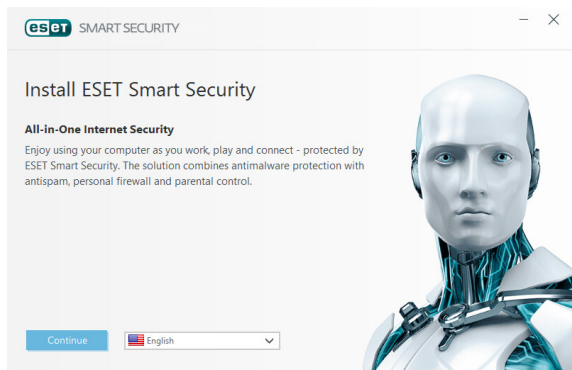 eset SMART SECURITY
Install ESET Smart Security
All-in-One Internet Security
Enjoy using your computer as you work, play and connect - protected by
ESET Smart Security. The solution combines antimalware protection with
antispam, personal firewall and parental control.
Continue
English